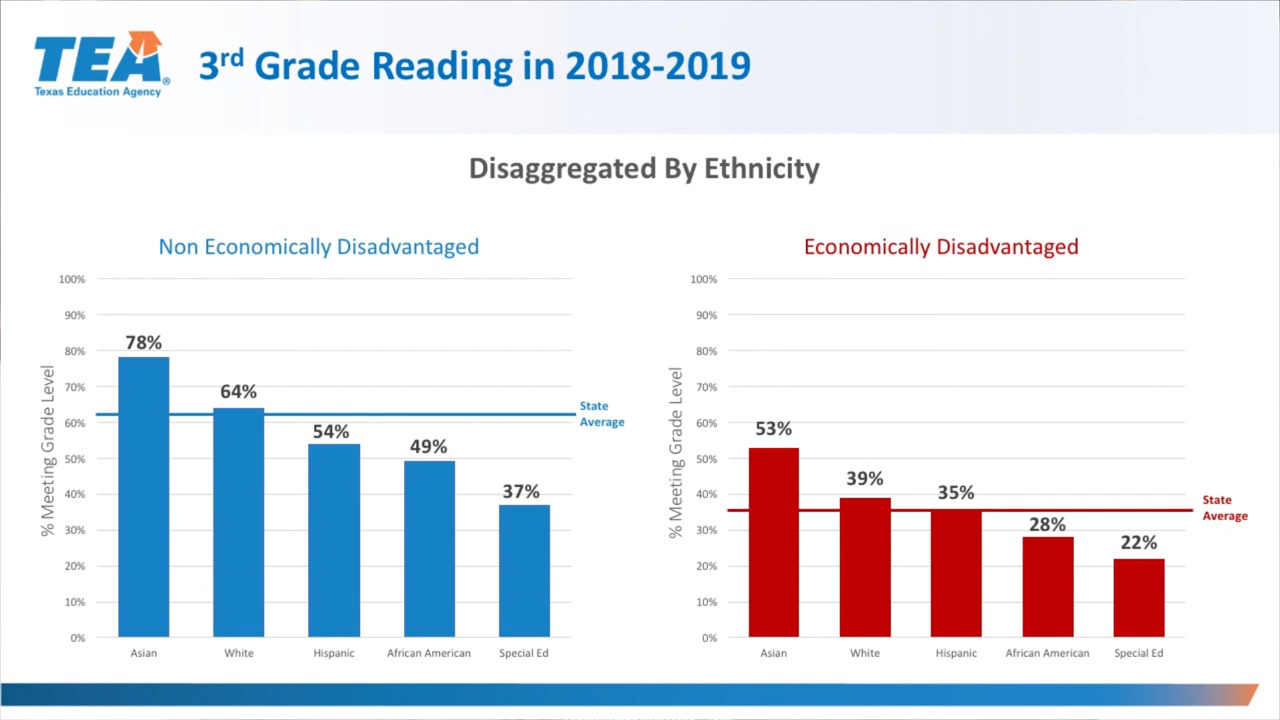 TEA
®
Texas Education Agency
3rd Grade Reading in 2018-2019
Disaggregated By Ethnicity
Non Economically Disadvantaged
% Meeting Grade Level
100%
90%
80%
70%
60%
50%
40%
30%
20%
10%
0%
78%
64%
54%
49%
37%
State
Average
Asian
White
Hispanic
African American
Special Ed
Economically Disadvantaged
% Meeting Grade Level
100%
90%
80%
70%
60%
50%
40%
30%
20%
10%
0%
53%
39%
35%
28%
22%
State
Average
Asian
White
Hispanic
African American
Special Ed